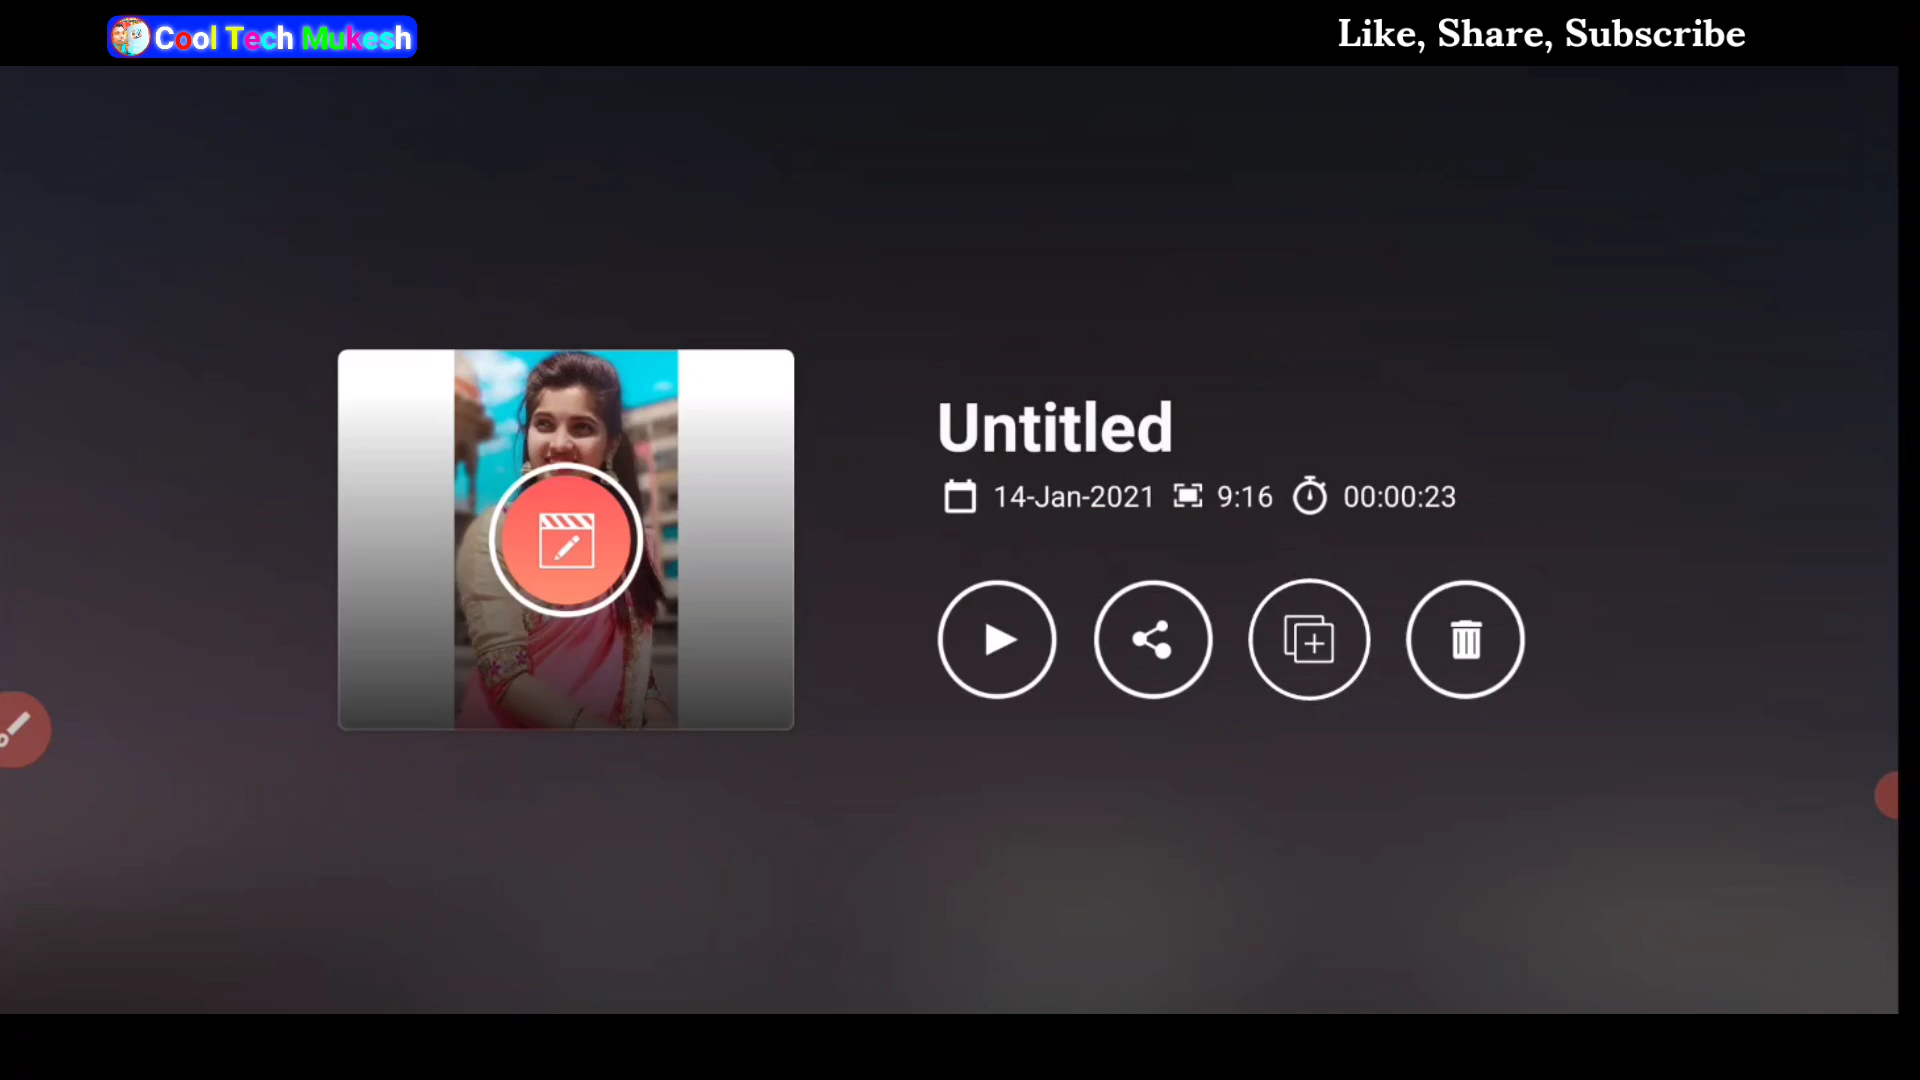 Cool Tech Mukesh
Like, Share, Subscribe
Untitled
14-Jan-2021 9:16 00:00:23